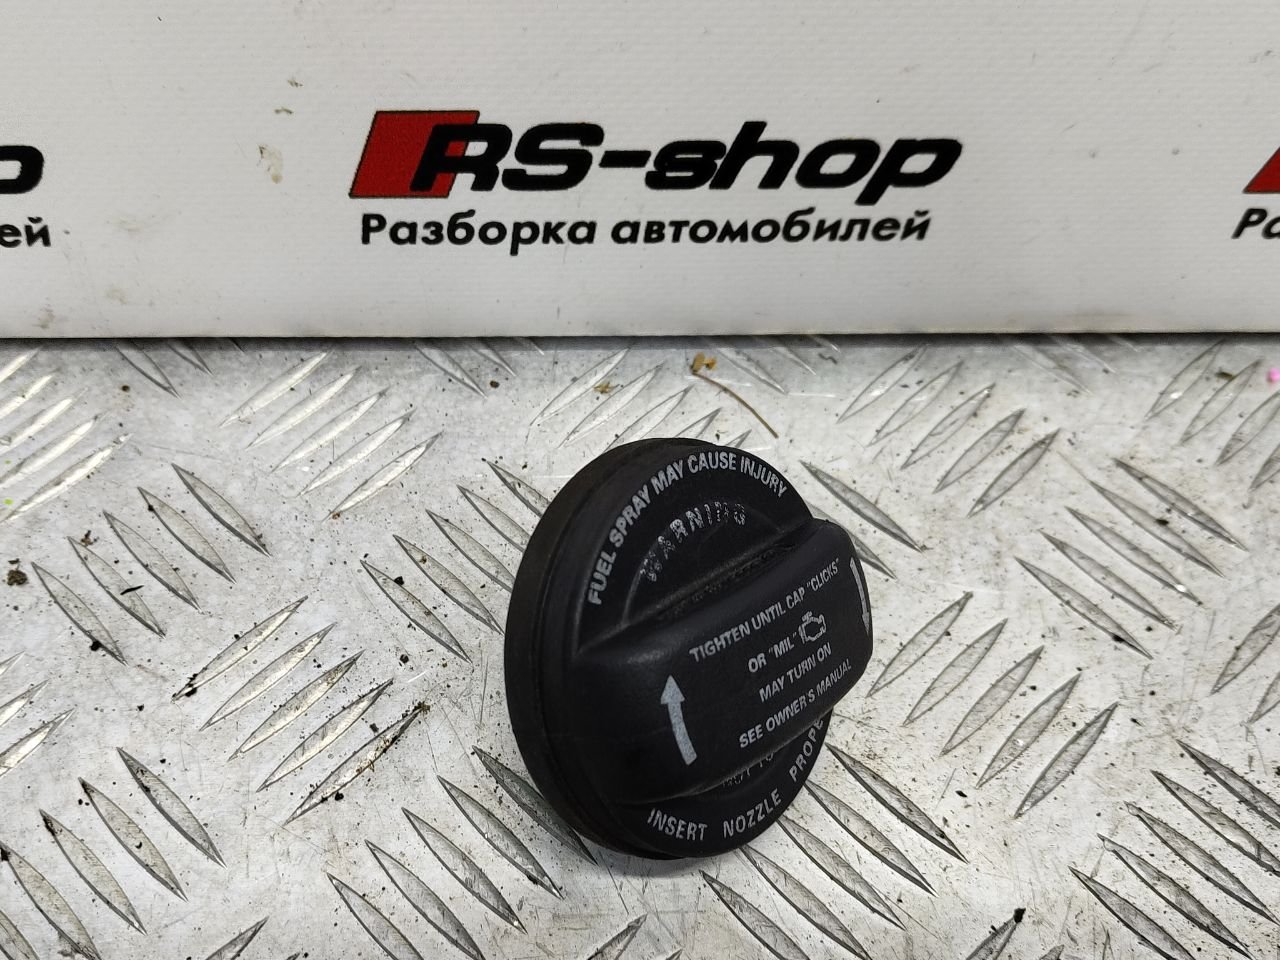 RS-shop
Разборка автомобилей
FUEL SPRAY MAY CAUSE INJURY
WARNING
TIGHTEN UNTIL CAP "CLICKS"
OR "MIL"
MAY TURN ON
SEE OWNER'S MANUAL
INSERT NOZZLE